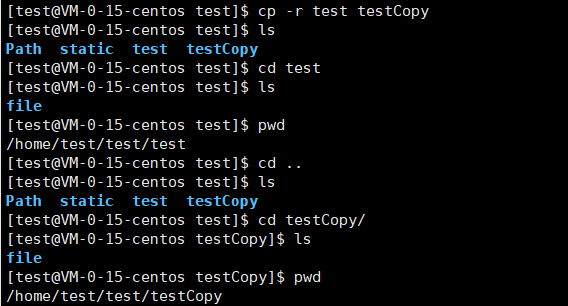 [test@VM-0-15-centos test]$ cp -r test testCopy
[test@VM-0-15-centos test]$ ls
Path  static  test  testCopy
[test@VM-0-15-centos test]$ cd test
[test@VM-0-15-centos test]$ ls
file
[test@VM-0-15-centos test]$ pwd
/home/test/test/test
[test@VM-0-15-centos test]$ cd ..
[test@VM-0-15-centos test]$ ls
Path  static  test  testCopy
[test@VM-0-15-centos test]$ cd testCopy/
[test@VM-0-15-centos testCopy]$ ls
file
[test@VM-0-15-centos testCopy]$ pwd
/home/test/test/testCopy